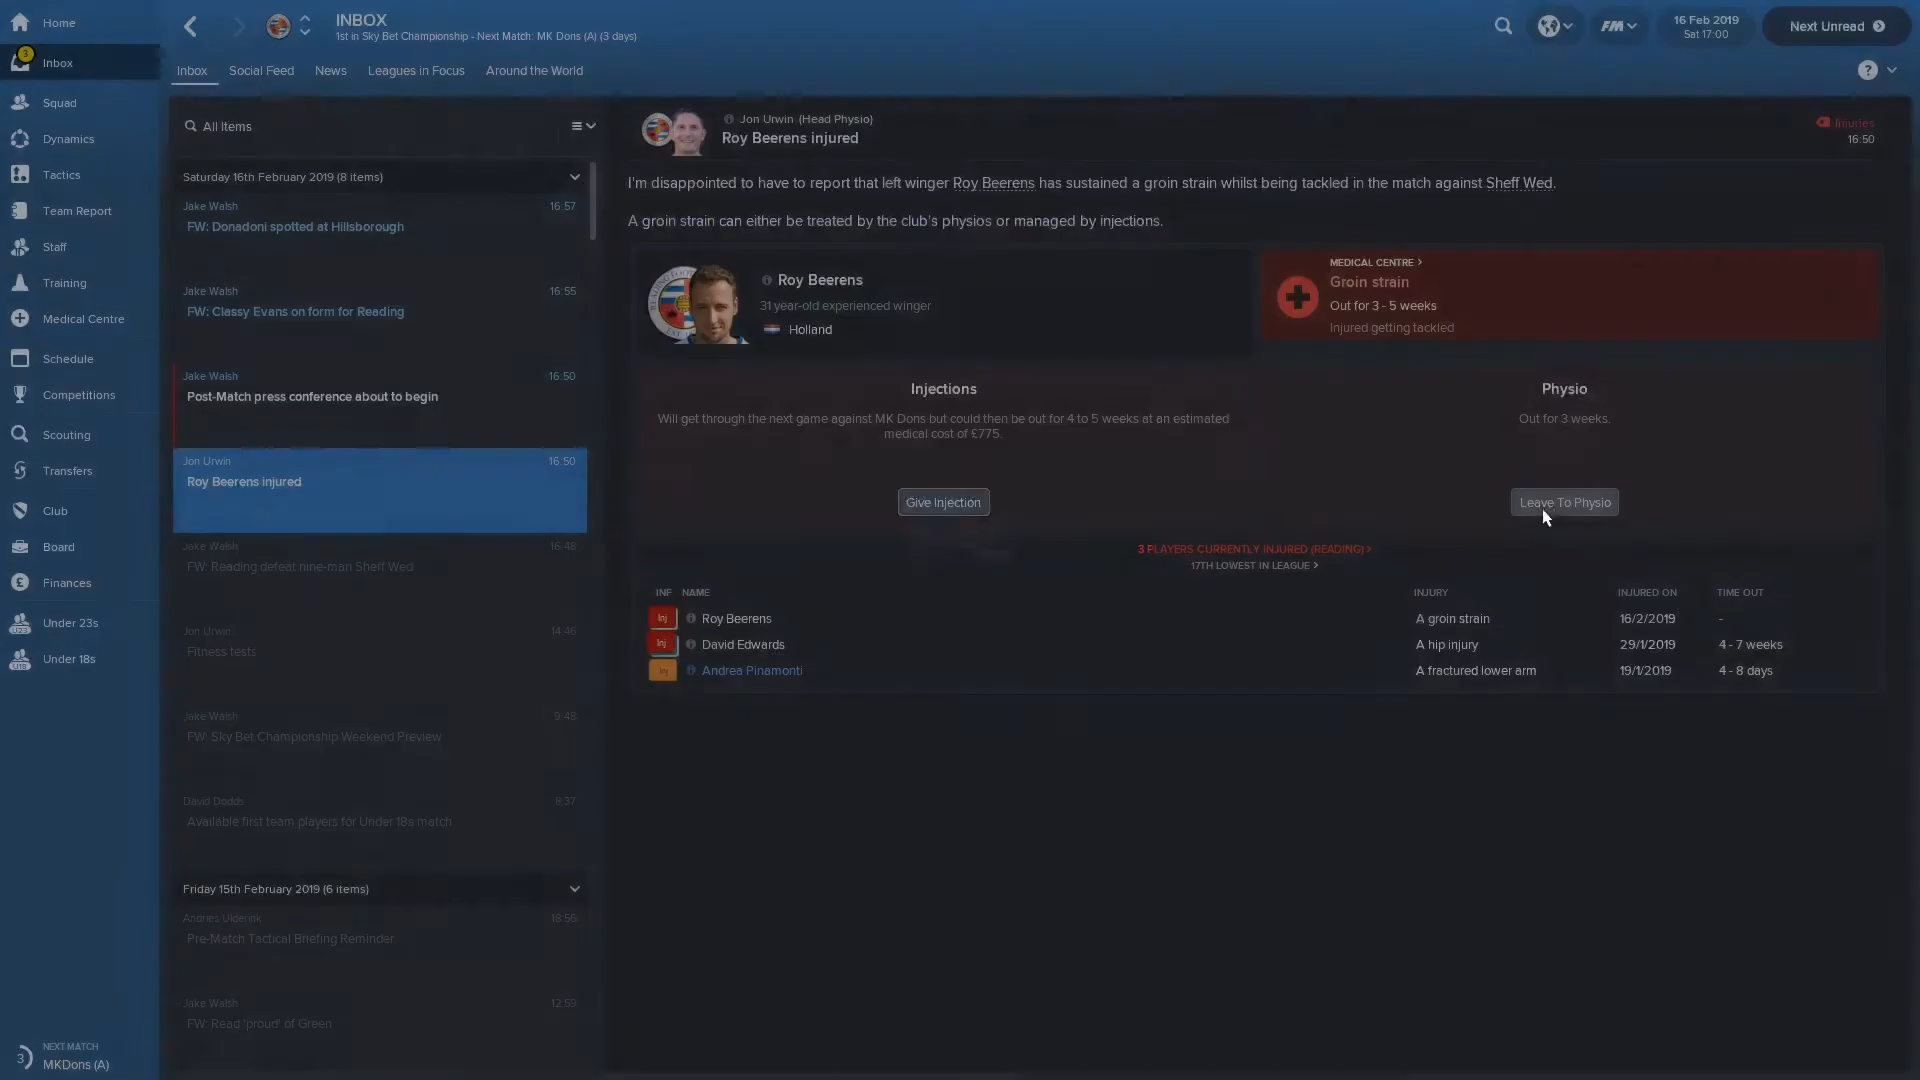 Home
Inbox
3
Squad
Dynamics
Tactics
Team Report
Staff
Training
Medical Centre
Schedule
Competitions
Scouting
Transfers
Club
Board
Finances
Under 23s
Under 18s
3
NEXT MATCH
MKDons (A)
INBOX
1st in Sky Bet Championship - Next Match: MK Dons (A) (3 days)
FM
16 Feb 2019
Sat 17:00
Next Unread
Inbox
Social Feed
News
Leagues in Focus
Around the World
?
All Items
Saturday 16th February 2019 (8 items)
Jake Walsh 16:57
FW: Donadoni spotted at Hillsborough
Jake Walsh 16:55
FW: Classy Evans on form for Reading
Jake Walsh 16:50
Post-Match press conference about to begin
Jon Urwin 16:50
Roy Beerens injured
Jake Walsh 16:48
FW: Reading defeat nine-man Sheff Wed
Jon Urwin 14:46
Fitness tests
Jake Walsh 9:48
FW: Sky Bet Championship Weekend Preview
David Dodds 8:37
Available first team players for Under 18s match
Friday 15th February 2019 (6 items)
Andries Ulderink 18:56
Pre-Match Tactical Briefing Reminder
Jake Walsh 12:59
FW: Read 'proud' of Green
Jon Urwin (Head Physio)
Roy Beerens injured
Injuries
16:50
I'm disappointed to have to report that left winger Roy Beerens has sustained a groin strain whilst being tackled in the match against Sheff Wed.
A groin strain can either be treated by the club's physios or managed by injections.
Roy Beerens
31 year-old experienced winger
Holland
MEDICAL CENTRE >
Groin strain
Out for 3 - 5 weeks
Injured getting tackled
Injections
Will get through the next game against MK Dons but could then be out for 4 to 5 weeks at an estimated
medical cost of £775.
Give Injection
Physio
Out for 3 weeks.
Leave To Physio
3 PLAYERS CURRENTLY INJURED (READING) >
17TH LOWEST IN LEAGUE >
INF NAME INJURY INJURED ON TIME OUT
Inj Roy Beerens A groin strain 16/2/2019 -
Inj David Edwards A hip injury 29/1/2019 4 - 7 weeks
Inj Andrea Pinamonti A fractured lower arm 19/1/2019 4 - 8 days